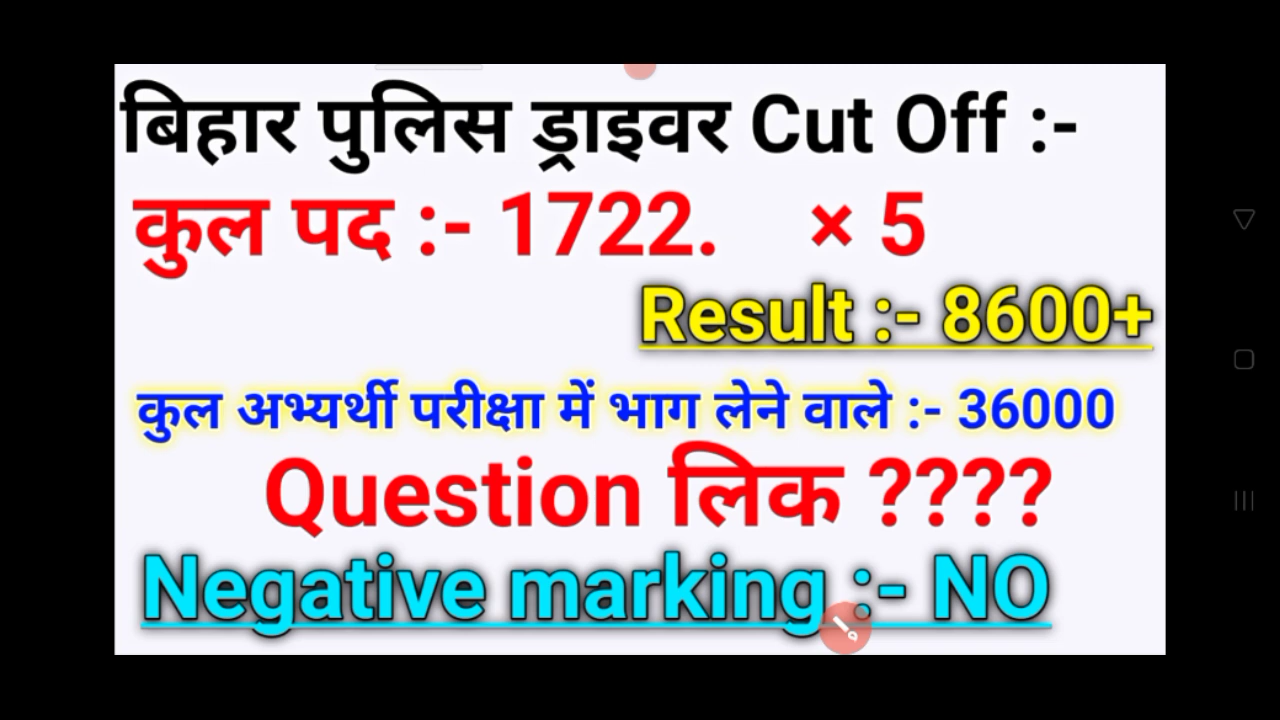 बिहार पुलिस ड्राइवर Cut Off :-
कुल पद :- 1722. × 5
Result :- 8600+
कुल अभ्यर्थी परीक्षा में भाग लेने वाले :- 36000
Question लिक ????
Negative marking :- NO